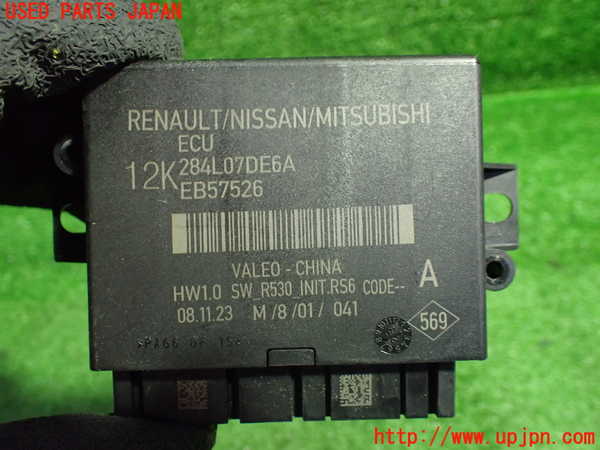 USED PARTS JAPAN
RENAULT/NISSAN/MITSUBISHI
ECU
12K 284L07DE6A
EB57526
VALEO - CHINA
HW1.0 SW_R530_INIT.RS6 CODE-- A
08.11.23 M/8/01/ 041
569
http://www.upjpn.com